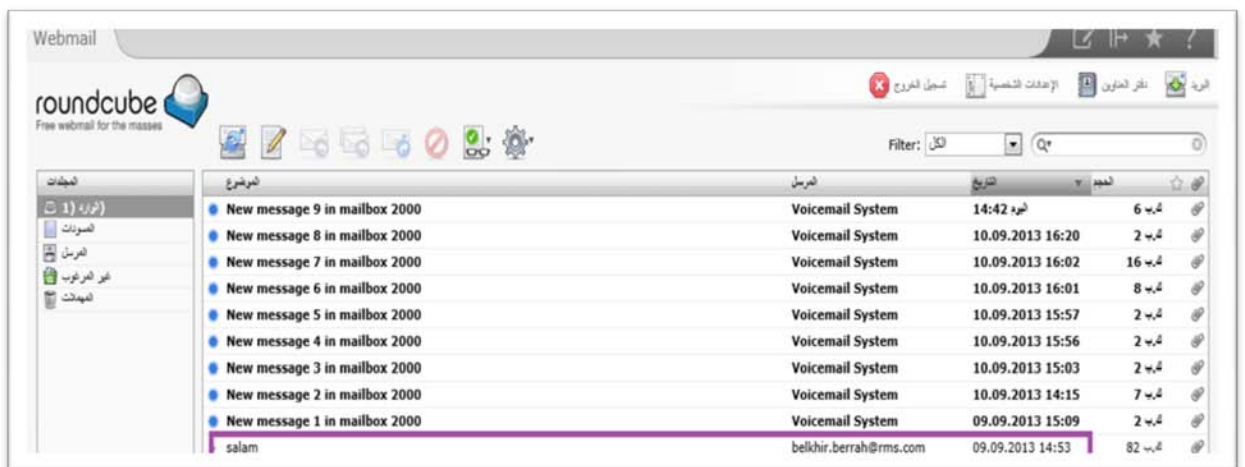 Webmail
roundcube
Free webmail for the masses
البريد دفتر العناوين الإعدادات الشخصية تسجيل الخروج
Filter: الكل
المجلدات
الوارد (1)
المسودات
المرسل
غير المرغوب
المهملات
الموضوع المرسل التاريخ الحجم
New message 9 in mailbox 2000 Voicemail System اليوم 14:42 6 ك.ب
New message 8 in mailbox 2000 Voicemail System 10.09.2013 16:20 2 ك.ب
New message 7 in mailbox 2000 Voicemail System 10.09.2013 16:02 16 ك.ب
New message 6 in mailbox 2000 Voicemail System 10.09.2013 16:01 8 ك.ب
New message 5 in mailbox 2000 Voicemail System 10.09.2013 15:57 2 ك.ب
New message 4 in mailbox 2000 Voicemail System 10.09.2013 15:56 2 ك.ب
New message 3 in mailbox 2000 Voicemail System 10.09.2013 15:03 2 ك.ب
New message 2 in mailbox 2000 Voicemail System 10.09.2013 14:15 7 ك.ب
New message 1 in mailbox 2000 Voicemail System 09.09.2013 15:09 2 ك.ب
salam belkhir.berrah@rms.com 09.09.2013 14:53 82 ك.ب